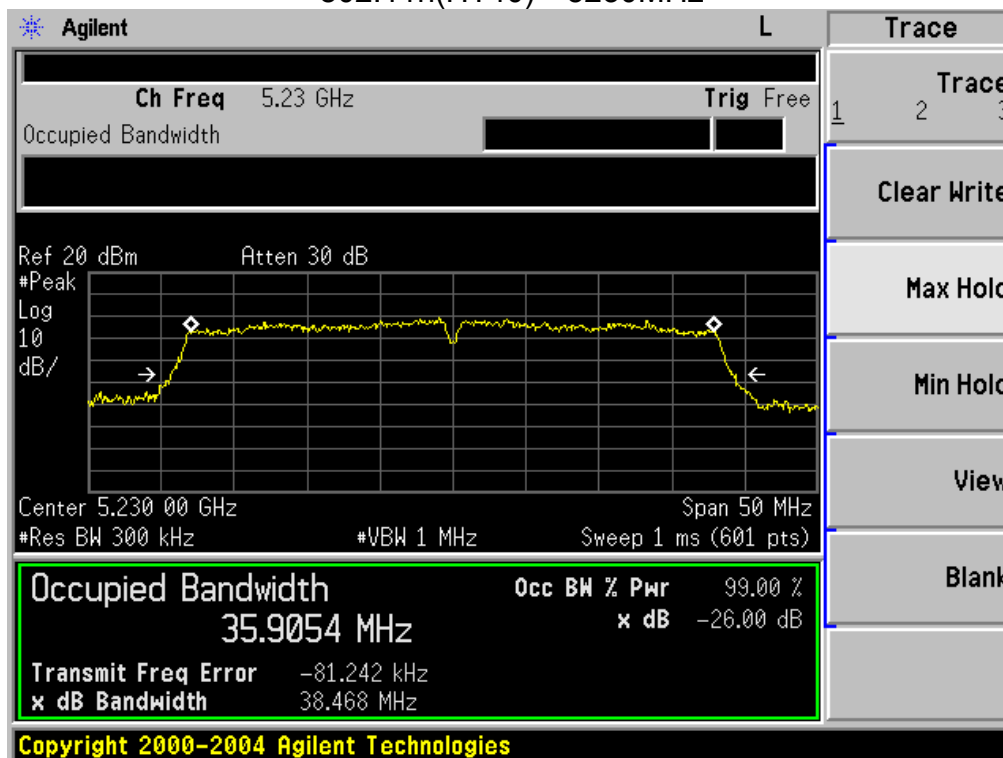 Agilent L Trace
Ch Freq 5.23 GHz Trig Free
Occupied Bandwidth
Trace
1 2 3
Clear Write
Max Hold
Min Hold
View
Blank
Ref 20 dBm Atten 30 dB
#Peak
Log
10
dB/
Center 5.230 00 GHz Span 50 MHz
#Res BW 300 kHz #VBW 1 MHz Sweep 1 ms (601 pts)
Occupied Bandwidth
35.9054 MHz
Occ BW % Pwr 99.00 %
x dB -26.00 dB
Transmit Freq Error -81.242 kHz
x dB Bandwidth 38.468 MHz
Copyright 2000-2004 Agilent Technologies